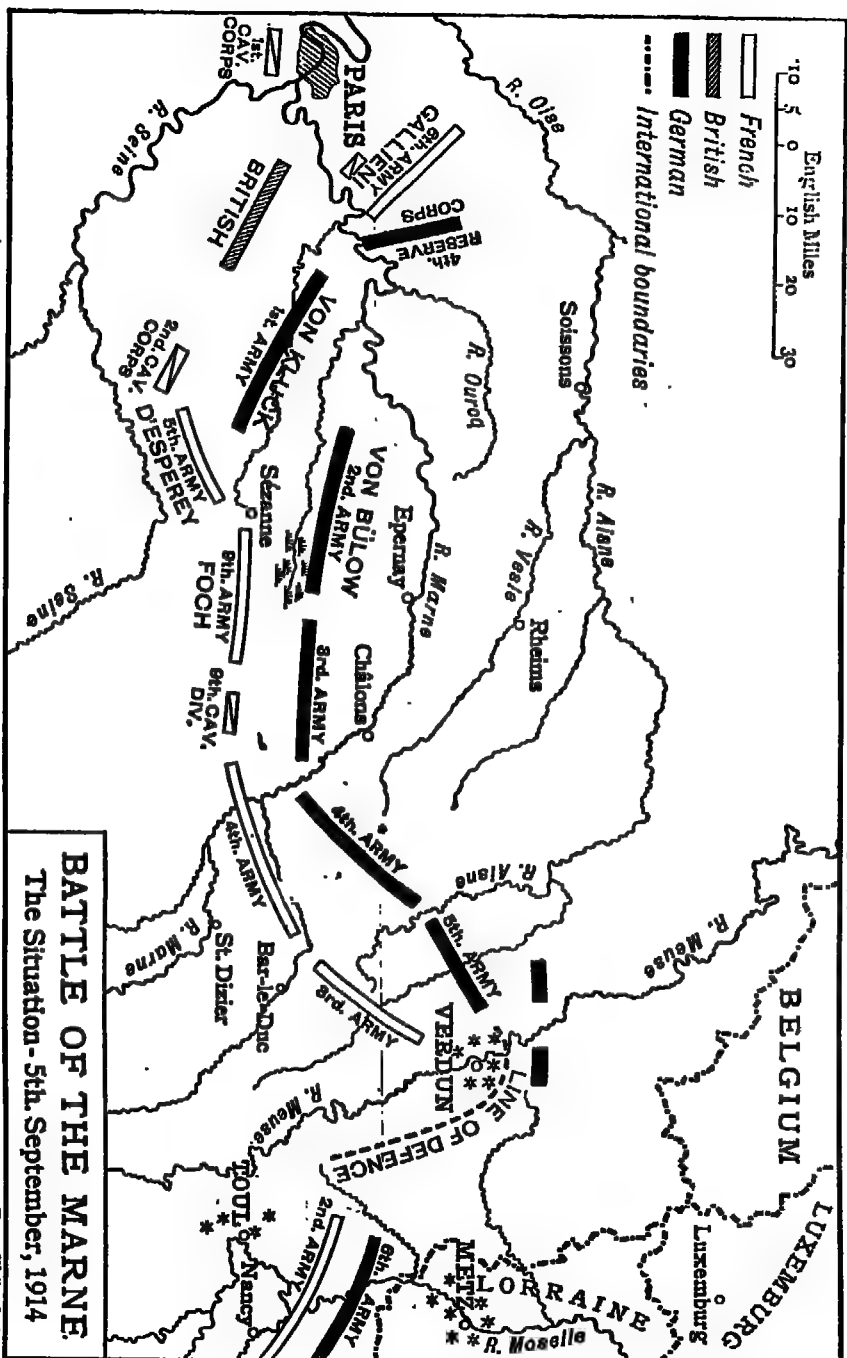 English Miles
10 5 0 10 20 30
French
British
German
International boundaries
BELGIUM
LUXEMBURG
Luxemburg
R. Oise
Soissons
R. Aisne
R. Vesle
Rheims
R. Ourcq
R. Marne
Epernay
Châlons
R. Aisne
R. Meuse
LORRAINE
METZ
R. Moselle
PARIS
6th. ARMY
GALLIENI
4th.
RESERVE
CORPS
1st.
CAV.
CORPS
R. Seine
BRITISH
VON KLUCK
1st. ARMY
VON BÜLOW
2nd. ARMY
3rd. ARMY
4th. ARMY
5th. ARMY
VERDUN
LINE
OF DEFENCE
2nd. CAV.
CORPS
5th. ARMY
D'ESPEREY
Sézanne
9th. ARMY
FOCH
9th. CAV.
DIV.
4th. ARMY
3rd. ARMY
Bar-le-Duc
St. Dizier
R. Marne
R. Meuse
R. Seine
TOUL
Nancy
2nd. ARMY
6th. ARMY
BATTLE OF THE MARNE
The Situation - 5th. September, 1914